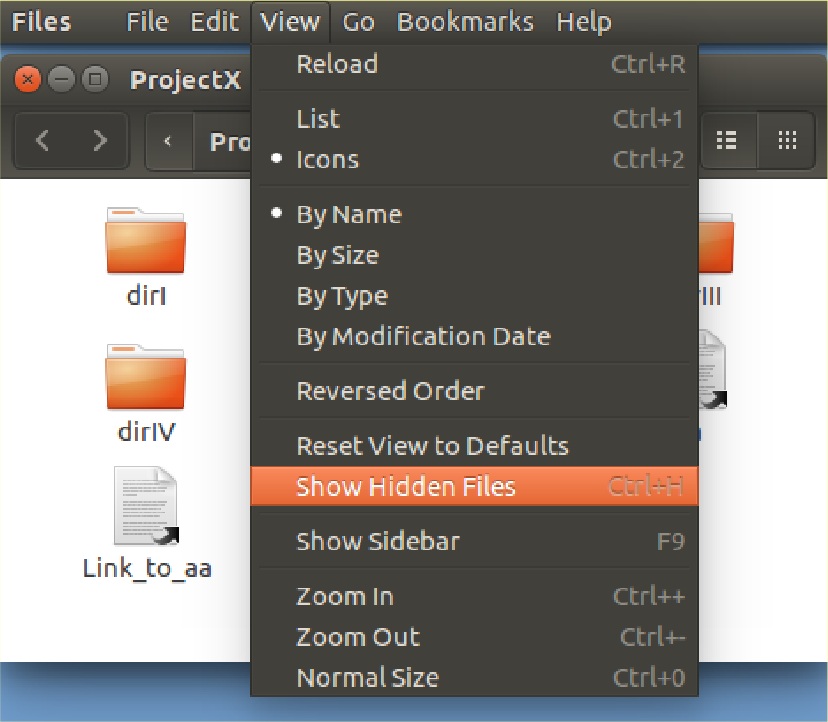 Files File Edit View Go Bookmarks Help
Reload Ctrl+R
ProjectX
List Ctrl+1
Pro
Icons Ctrl+2
By Name
By Size
By Type
dirI
By Modification Date
Reversed Order
dirIV
Reset View to Defaults
Show Hidden Files Ctrl+H
Show Sidebar F9
Link_to_aa
Zoom In Ctrl++
Zoom Out Ctrl+-
Normal Size Ctrl+0